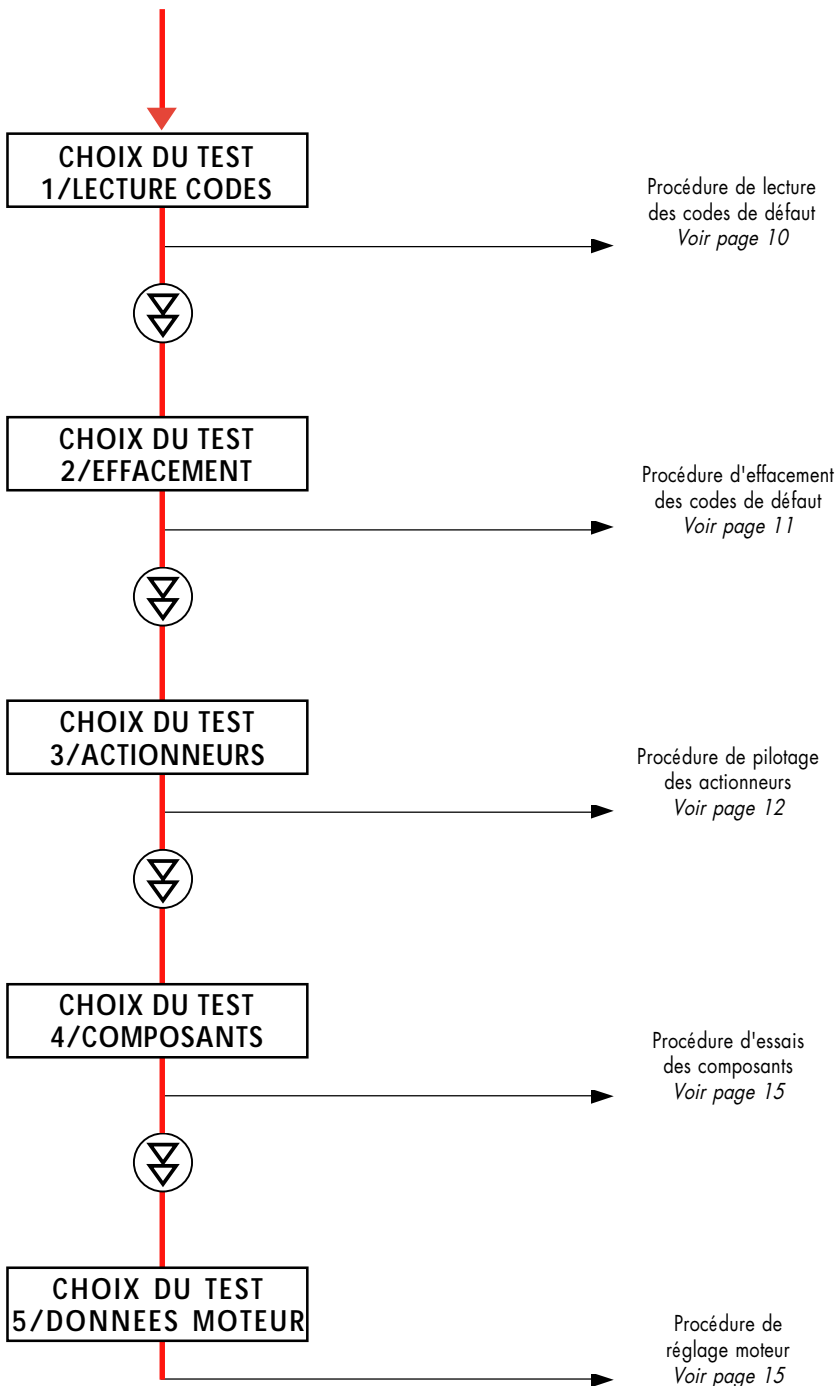 CHOIX DU TEST
1/LECTURE CODES
Procédure de lecture
des codes de défaut
Voir page 10
CHOIX DU TEST
2/EFFACEMENT
Procédure d'effacement
des codes de défaut
Voir page 11
CHOIX DU TEST
3/ACTIONNEURS
Procédure de pilotage
des actionneurs
Voir page 12
CHOIX DU TEST
4/COMPOSANTS
Procédure d'essais
des composants
Voir page 15
CHOIX DU TEST
5/DONNEES MOTEUR
Procédure de
réglage moteur
Voir page 15